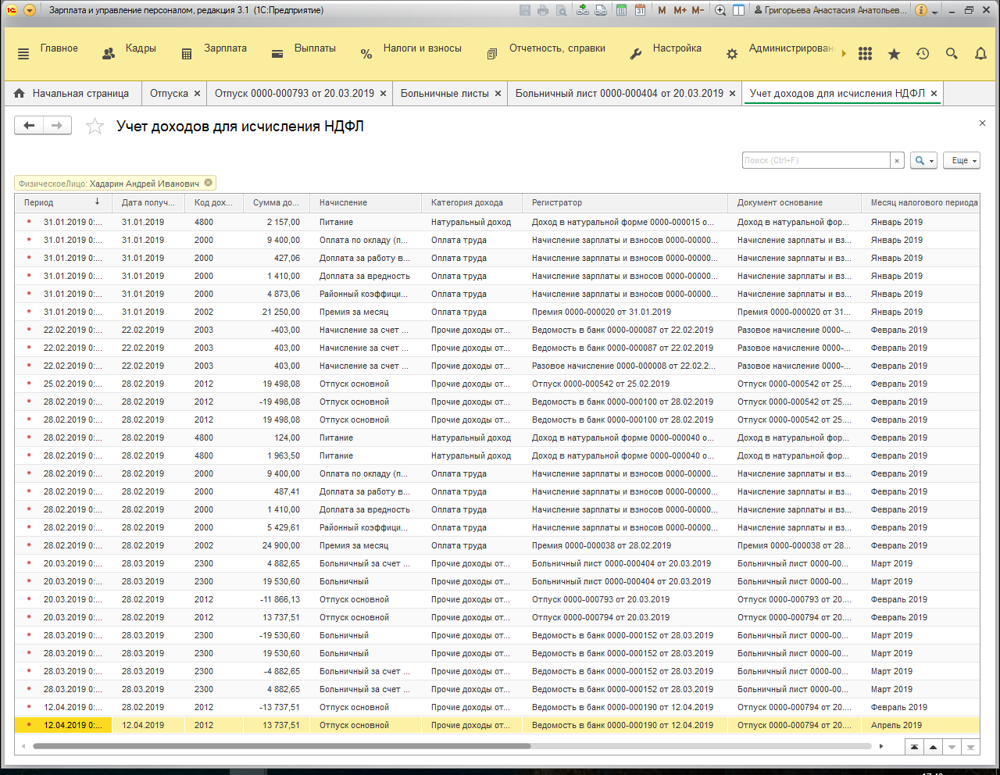 Зарплата и управление персоналом, редакция 3.1 (1С:Предприятие)
M M+ M-
Григорьева Анастасия Анатольев...
Главное Кадры Зарплата Выплаты Налоги и взносы Отчетность, справки Настройка Администрирован
Начальная страница Отпуска × Отпуск 0000-000793 от 20.03.2019 × Больничные листы × Больничный лист 0000-000404 от 20.03.2019 × Учет доходов для исчисления НДФЛ ×
Учет доходов для исчисления НДФЛ
Поиск (Ctrl+F) × Еще
ФизическоеЛицо: Хадарин Андрей Иванович
Период Дата получ... Код дох... Сумма до... Начисление Категория дохода Регистратор Документ основание Месяц налогового периода
31.01.2019 0:... 31.01.2019 4800 2 157,00 Питание Натуральный доход Доход в натуральной форме 0000-000015 о... Доход в натуральной фор... Январь 2019
31.01.2019 0:... 31.01.2019 2000 9 400,00 Оплата по окладу (п... Оплата труда Начисление зарплаты и взносов 0000-00000... Начисление зарплаты и вз... Январь 2019
31.01.2019 0:... 31.01.2019 2000 427,06 Доплата за работу в... Оплата труда Начисление зарплаты и взносов 0000-00000... Начисление зарплаты и вз... Январь 2019
31.01.2019 0:... 31.01.2019 2000 1 410,00 Доплата за вредность Оплата труда Начисление зарплаты и взносов 0000-00000... Начисление зарплаты и вз... Январь 2019
31.01.2019 0:... 31.01.2019 2000 4 873,06 Районный коэффици... Оплата труда Начисление зарплаты и взносов 0000-00000... Начисление зарплаты и вз... Январь 2019
31.01.2019 0:... 31.01.2019 2002 21 250,00 Премия за месяц Оплата труда Премия 0000-000020 от 31.01.2019 Премия 0000-000020 от 31... Январь 2019
22.02.2019 0:... 22.02.2019 2003 -403,00 Начисление за счет ... Прочие доходы от... Ведомость в банк 0000-000087 от 22.02.2019 Разовое начисление 0000-... Февраль 2019
22.02.2019 0:... 22.02.2019 2003 403,00 Начисление за счет ... Прочие доходы от... Ведомость в банк 0000-000087 от 22.02.2019 Разовое начисление 0000-... Февраль 2019
22.02.2019 0:... 22.02.2019 2003 403,00 Начисление за счет ... Прочие доходы от... Разовое начисление 0000-000008 от 22.02.2... Разовое начисление 0000-... Февраль 2019
25.02.2019 0:... 28.02.2019 2012 19 498,08 Отпуск основной Прочие доходы от... Отпуск 0000-000542 от 25.02.2019 Отпуск 0000-000542 от 25.... Февраль 2019
28.02.2019 0:... 28.02.2019 2012 -19 498,08 Отпуск основной Прочие доходы от... Ведомость в банк 0000-000100 от 28.02.2019 Отпуск 0000-000542 от 25.... Февраль 2019
28.02.2019 0:... 28.02.2019 2012 19 498,08 Отпуск основной Прочие доходы от... Ведомость в банк 0000-000100 от 28.02.2019 Отпуск 0000-000542 от 25.... Февраль 2019
28.02.2019 0:... 28.02.2019 4800 124,00 Питание Натуральный доход Доход в натуральной форме 0000-000040 о... Доход в натуральной фор... Февраль 2019
28.02.2019 0:... 28.02.2019 4800 1 963,50 Питание Натуральный доход Доход в натуральной форме 0000-000040 о... Доход в натуральной фор... Февраль 2019
28.02.2019 0:... 28.02.2019 2000 9 400,00 Оплата по окладу (п... Оплата труда Начисление зарплаты и взносов 0000-00000... Начисление зарплаты и вз... Февраль 2019
28.02.2019 0:... 28.02.2019 2000 487,41 Доплата за работу в... Оплата труда Начисление зарплаты и взносов 0000-00000... Начисление зарплаты и вз... Февраль 2019
28.02.2019 0:... 28.02.2019 2000 1 410,00 Доплата за вредность Оплата труда Начисление зарплаты и взносов 0000-00000... Начисление зарплаты и вз... Февраль 2019
28.02.2019 0:... 28.02.2019 2000 5 429,61 Районный коэффици... Оплата труда Начисление зарплаты и взносов 0000-00000... Начисление зарплаты и вз... Февраль 2019
28.02.2019 0:... 28.02.2019 2002 24 900,00 Премия за месяц Оплата труда Премия 0000-000038 от 28.02.2019 Премия 0000-000038 от 28... Февраль 2019
20.03.2019 0:... 28.03.2019 2300 4 882,65 Больничный за счет ... Прочие доходы от... Больничный лист 0000-000404 от 20.03.2019 Больничный лист 0000-00... Март 2019
20.03.2019 0:... 28.03.2019 2300 19 530,60 Больничный Прочие доходы от... Больничный лист 0000-000404 от 20.03.2019 Больничный лист 0000-00... Март 2019
20.03.2019 0:... 28.02.2019 2012 -11 866,13 Отпуск основной Прочие доходы от... Отпуск 0000-000793 от 20.03.2019 Отпуск 0000-000793 от 20.... Февраль 2019
20.03.2019 0:... 28.02.2019 2012 13 737,51 Отпуск основной Прочие доходы от... Отпуск 0000-000794 от 20.03.2019 Отпуск 0000-000794 от 20.... Февраль 2019
28.03.2019 0:... 28.03.2019 2300 -19 530,60 Больничный Прочие доходы от... Ведомость в банк 0000-000152 от 28.03.2019 Больничный лист 0000-00... Март 2019
28.03.2019 0:... 28.03.2019 2300 19 530,60 Больничный Прочие доходы от... Ведомость в банк 0000-000152 от 28.03.2019 Больничный лист 0000-00... Март 2019
28.03.2019 0:... 28.03.2019 2300 -4 882,65 Больничный за счет ... Прочие доходы от... Ведомость в банк 0000-000152 от 28.03.2019 Больничный лист 0000-00... Март 2019
28.03.2019 0:... 28.03.2019 2300 4 882,65 Больничный за счет ... Прочие доходы от... Ведомость в банк 0000-000152 от 28.03.2019 Больничный лист 0000-00... Март 2019
12.04.2019 0:... 28.02.2019 2012 -13 737,51 Отпуск основной Прочие доходы от... Ведомость в банк 0000-000190 от 12.04.2019 Отпуск 0000-000794 от 20.... Февраль 2019
12.04.2019 0:... 12.04.2019 2012 13 737,51 Отпуск основной Прочие доходы от... Ведомость в банк 0000-000190 от 12.04.2019 Отпуск 0000-000794 от 20.... Апрель 2019